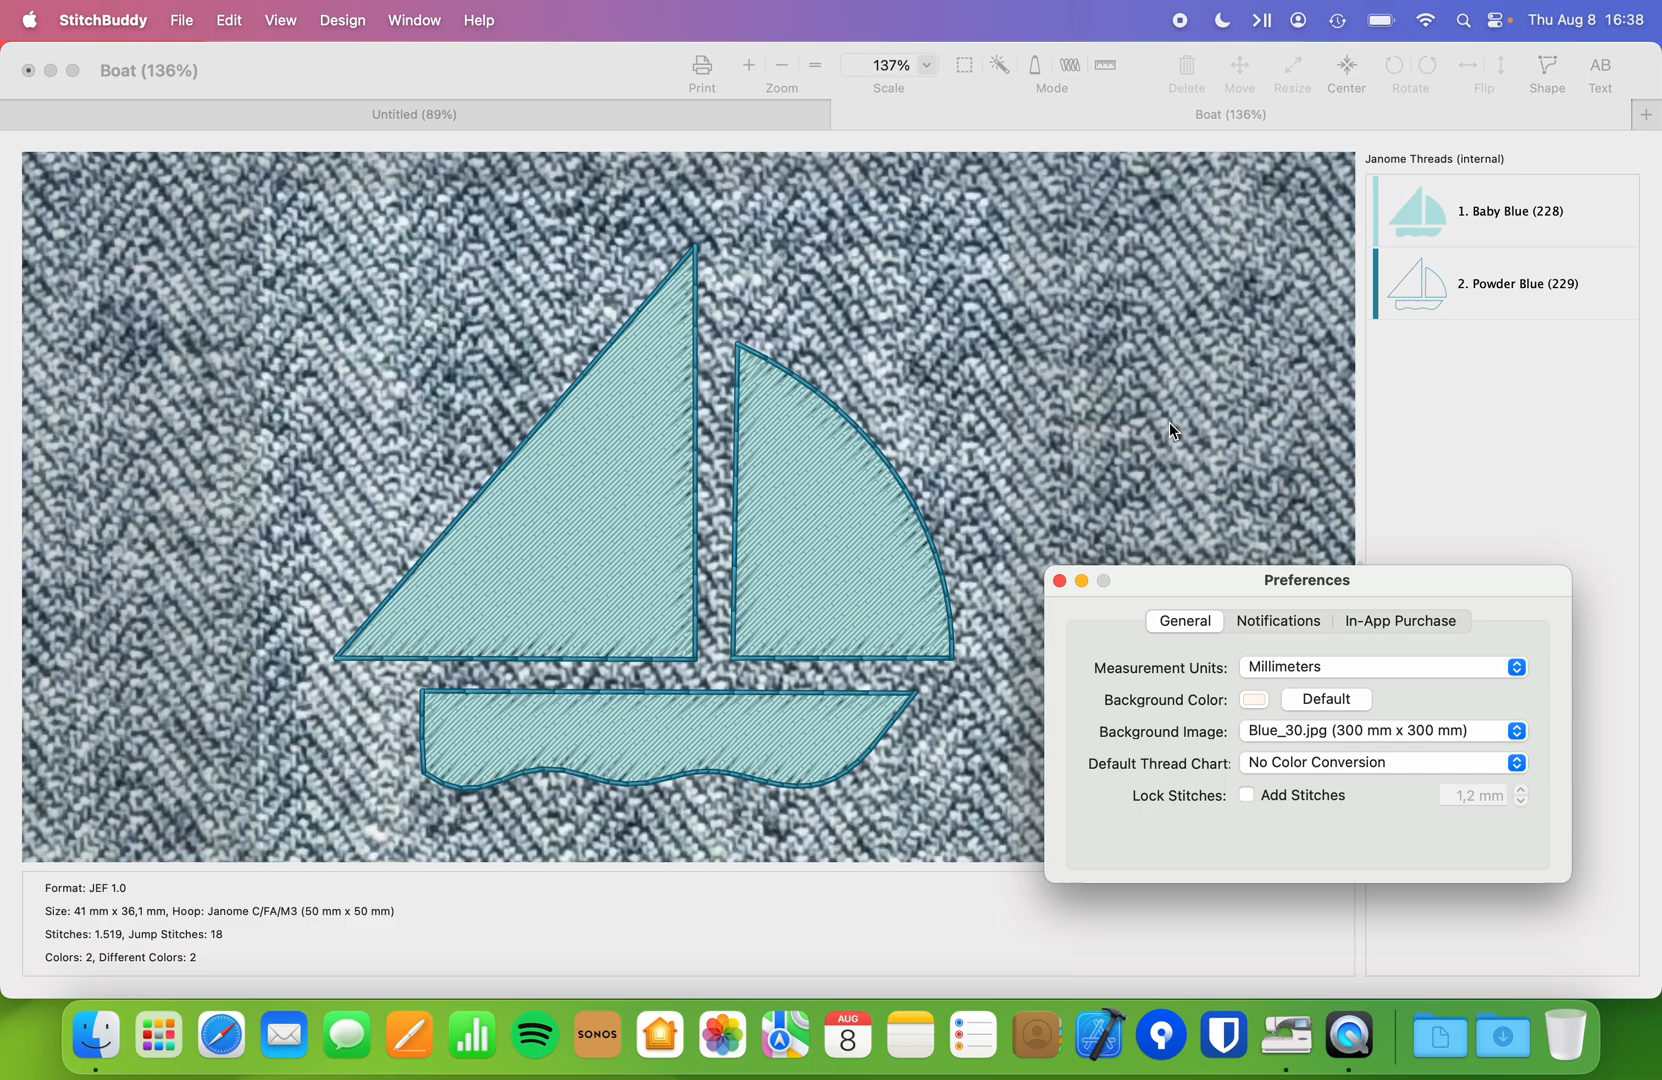 StitchBuddy File Edit View Design Window Help Thu Aug 8 16:38
Boat (136%)
137%
Print Zoom Scale Mode Delete Move Resize Center Rotate Flip Shape Text
AB
Untitled (89%) Boat (136%)
Janome Threads (internal)
1. Baby Blue (228)
2. Powder Blue (229)
Preferences
General Notifications In-App Purchase
Measurement Units: Millimeters
Background Color: Default
Background Image: Blue_30.jpg (300 mm x 300 mm)
Default Thread Chart: No Color Conversion
Lock Stitches: Add Stitches 1,2 mm
Format: JEF 1.0
Size: 41 mm x 36,1 mm, Hoop: Janome C/FA/M3 (50 mm x 50 mm)
Stitches: 1.519, Jump Stitches: 18
Colors: 2, Different Colors: 2
SONOS
AUG
8